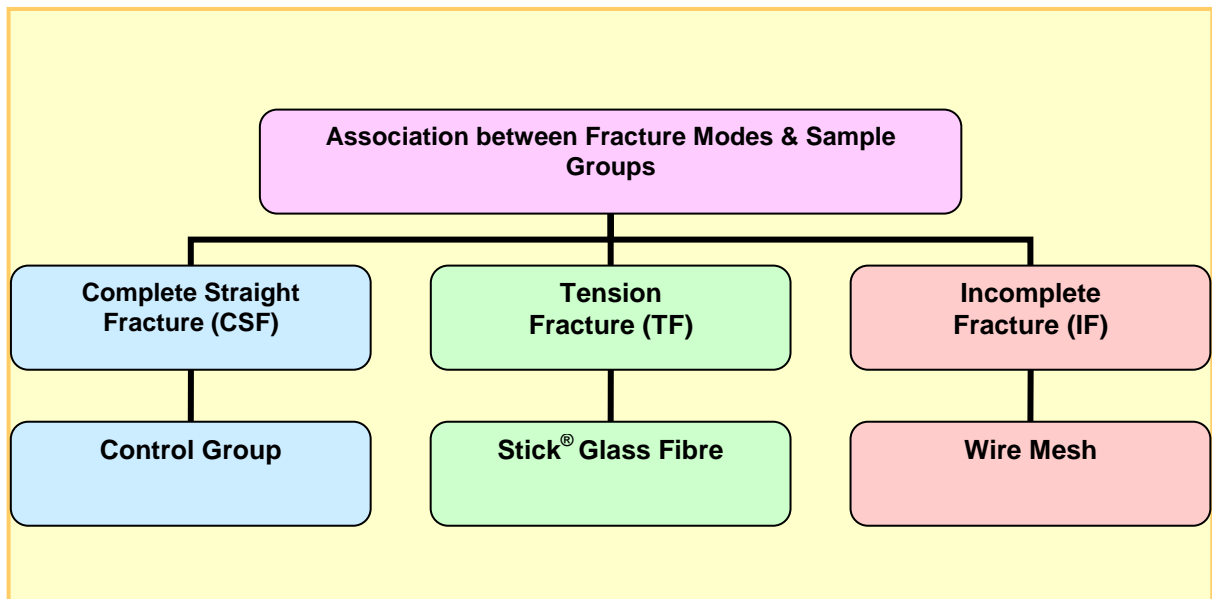 Association between Fracture Modes & Sample
Groups
Complete Straight
Fracture (CSF)
Tension
Fracture (TF)
Incomplete
Fracture (IF)
Control Group
Stick® Glass Fibre
Wire Mesh